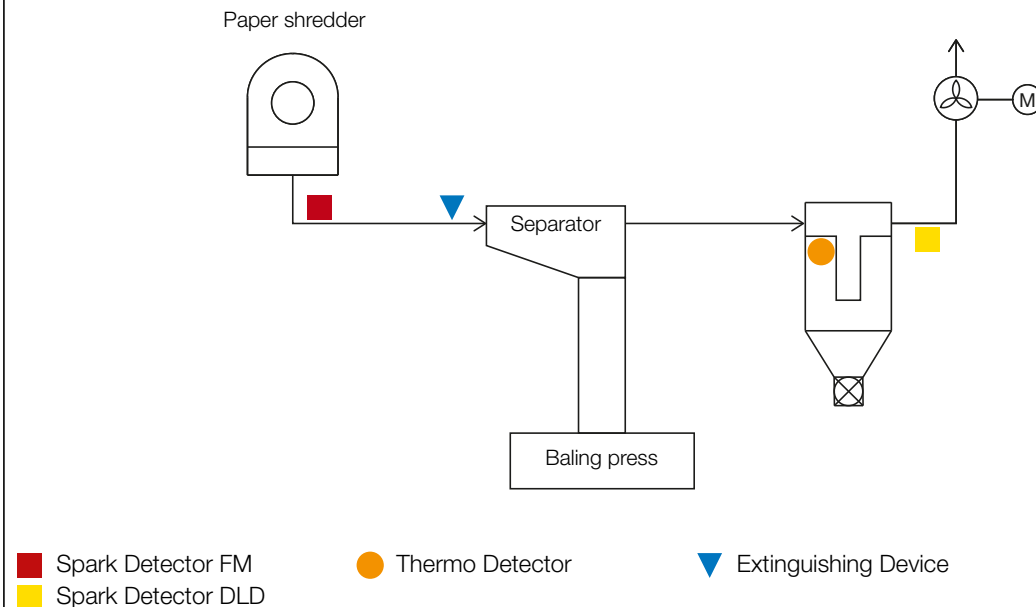 Paper shredder
M
Separator
Baling press
Spark Detector FM
Thermo Detector
Extinguishing Device
Spark Detector DLD